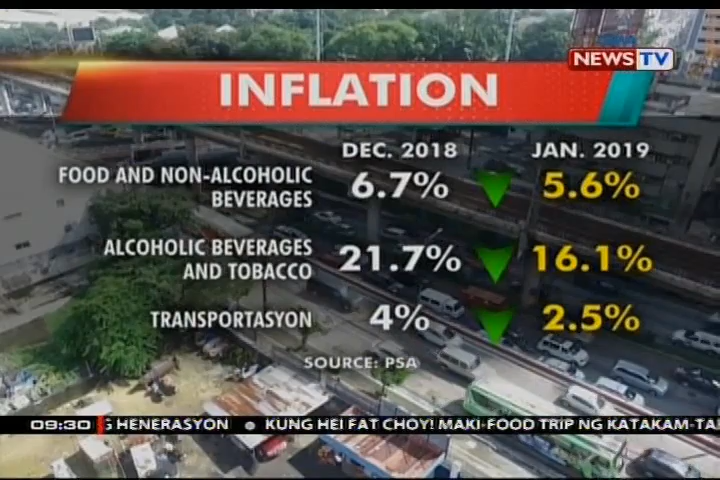 NEWSTV
INFLATION
DEC. 2018 JAN. 2019
FOOD AND NON-ALCOHOLIC
BEVERAGES 6.7% 5.6%
ALCOHOLIC BEVERAGES
AND TOBACCO 21.7% 16.1%
TRANSPORTASYON 4% 2.5%
SOURCE: PSA
09:30 HENERASYON ● KUNG HEI FAT CHOY! MAKI-FOOD TRIP NG KATAKAM-TA